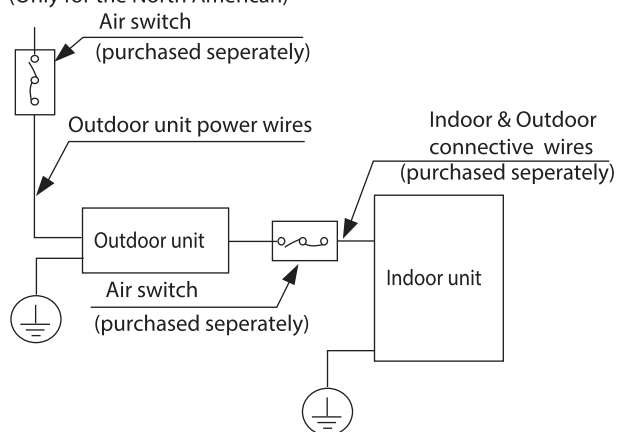 (Only for the North American)
Air switch
(purchased seperately)
Outdoor unit power wires
Indoor & Outdoor
connective wires
(purchased seperately)
Outdoor unit
Indoor unit
Air switch
(purchased seperately)